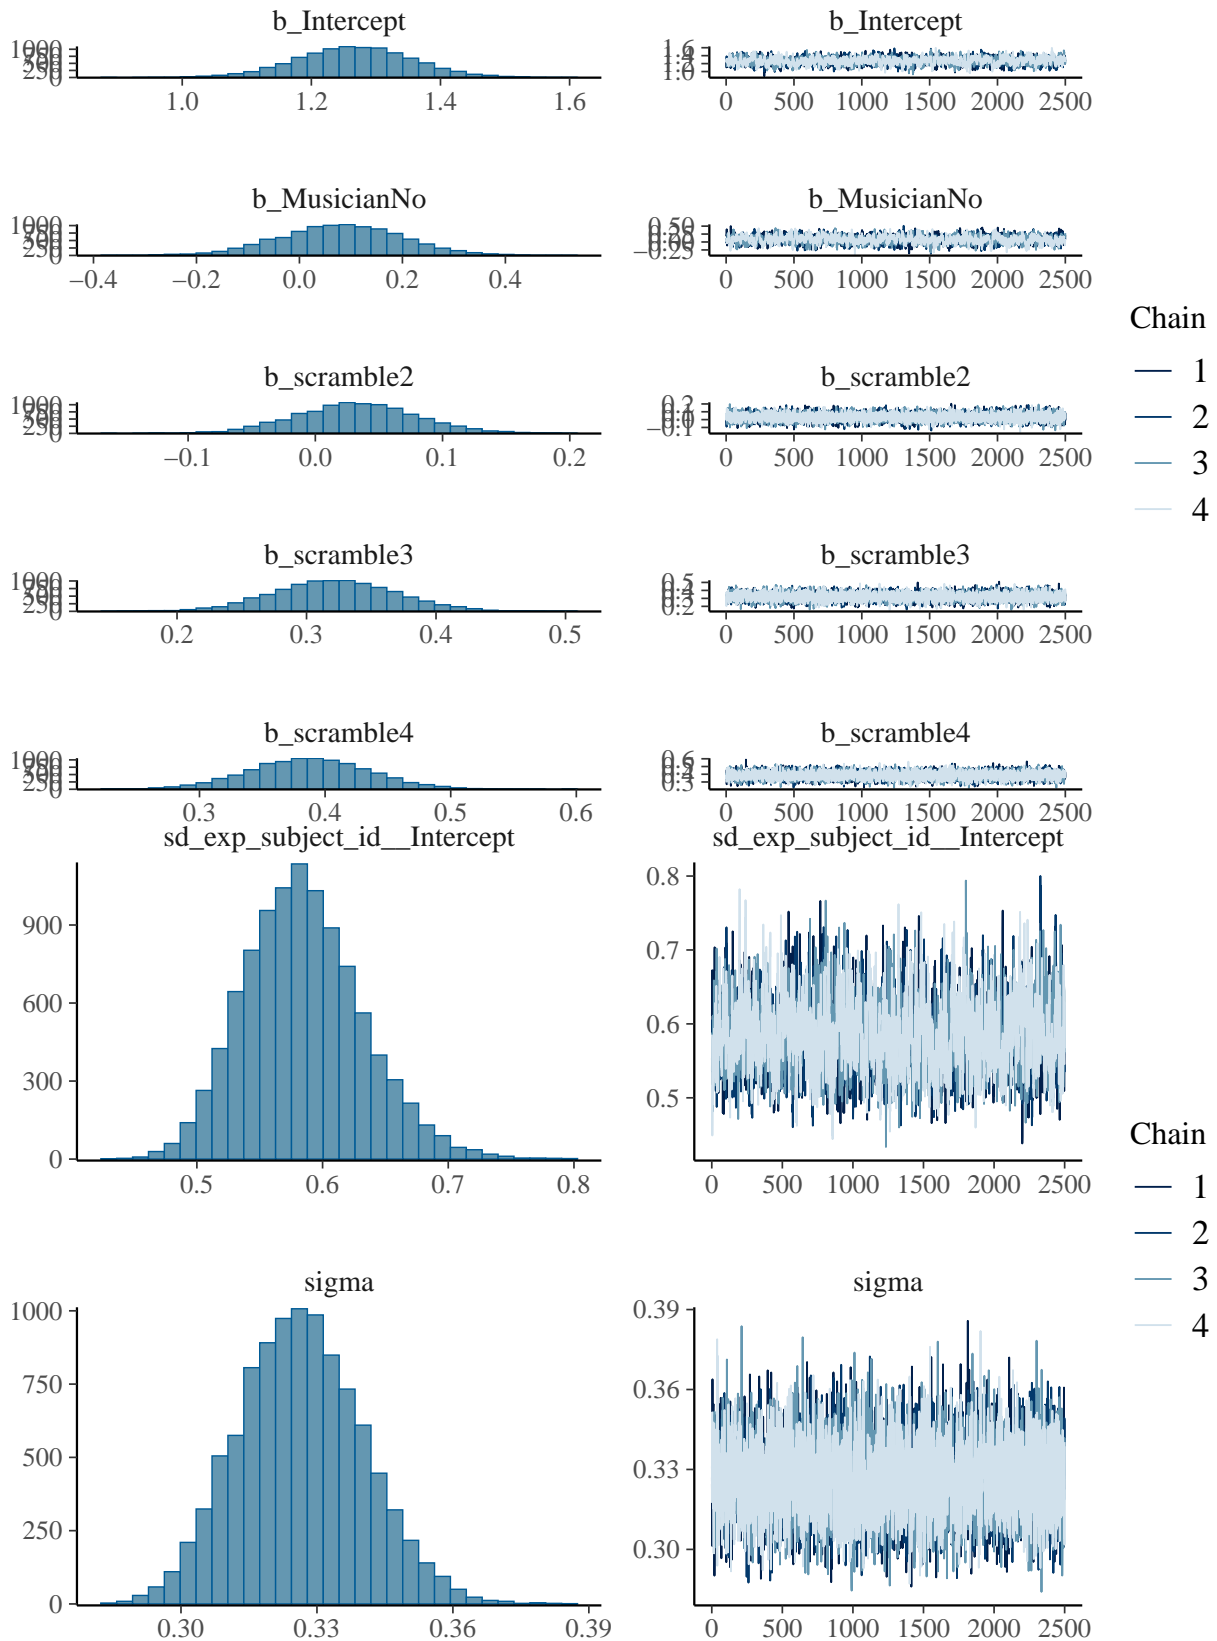 b_Intercept
b_Intercept
1.0 1.2 1.4 1.6
0 500 1000 1500 2000 2500
b_MusicianNo
b_MusicianNo
−0.4 −0.2 0.0 0.2 0.4
0 500 1000 1500 2000 2500
Chain
1
2
3
4
b_scramble2
b_scramble2
−0.1 0.0 0.1 0.2
0 500 1000 1500 2000 2500
b_scramble3
b_scramble3
0.2 0.3 0.4 0.5
0 500 1000 1500 2000 2500
b_scramble4
b_scramble4
0.3 0.4 0.5 0.6
0 500 1000 1500 2000 2500
sd_exp_subject_id__Intercept
sd_exp_subject_id__Intercept
900
600
300
0
0.5 0.6 0.7 0.8
0.8
0.7
0.6
0.5
0 500 1000 1500 2000 2500
Chain
1
2
3
4
sigma
sigma
1000
750
500
250
0
0.30 0.33 0.36 0.39
0.39
0.36
0.33
0.30
0 500 1000 1500 2000 2500